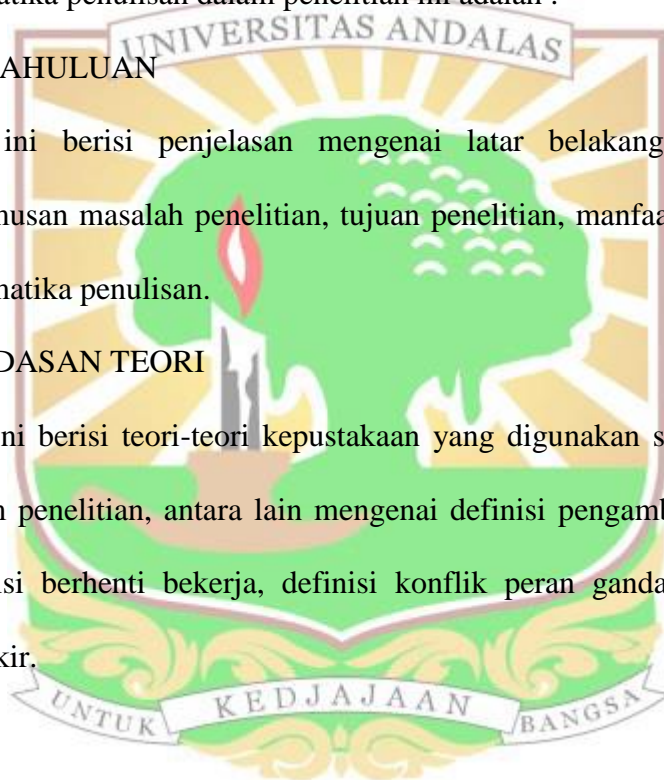 matika penulisan dalam penelitian ini adalah :
UNIVERSITAS ANDALAS
AHULUAN
ini berisi penjelasan mengenai latar belakang
usan masalah penelitian, tujuan penelitian, manfaa
atika penulisan.
DASAN TEORI
ni berisi teori-teori kepustakaan yang digunakan s
penelitian, antara lain mengenai definisi pengamb
si berhenti bekerja, definisi konflik peran ganda
kir.
UNTUK KEDJAJAAN BANGSA